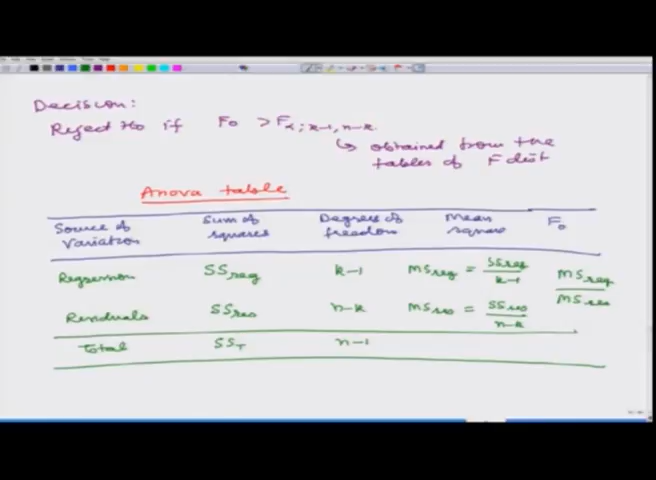 Decision:
Reject H0 if F0 > Fα; k-1, n-k.
↳ obtained from the
tables of F dist
Anova table
Source of Variation Sum of squares Degrees of freedom Mean square F0
Regression SSreg k-1 MSreg = SSreg / k-1 MSreg / MSres
Residuals SSres n-k MSres = SSres / n-k
Total SST n-1